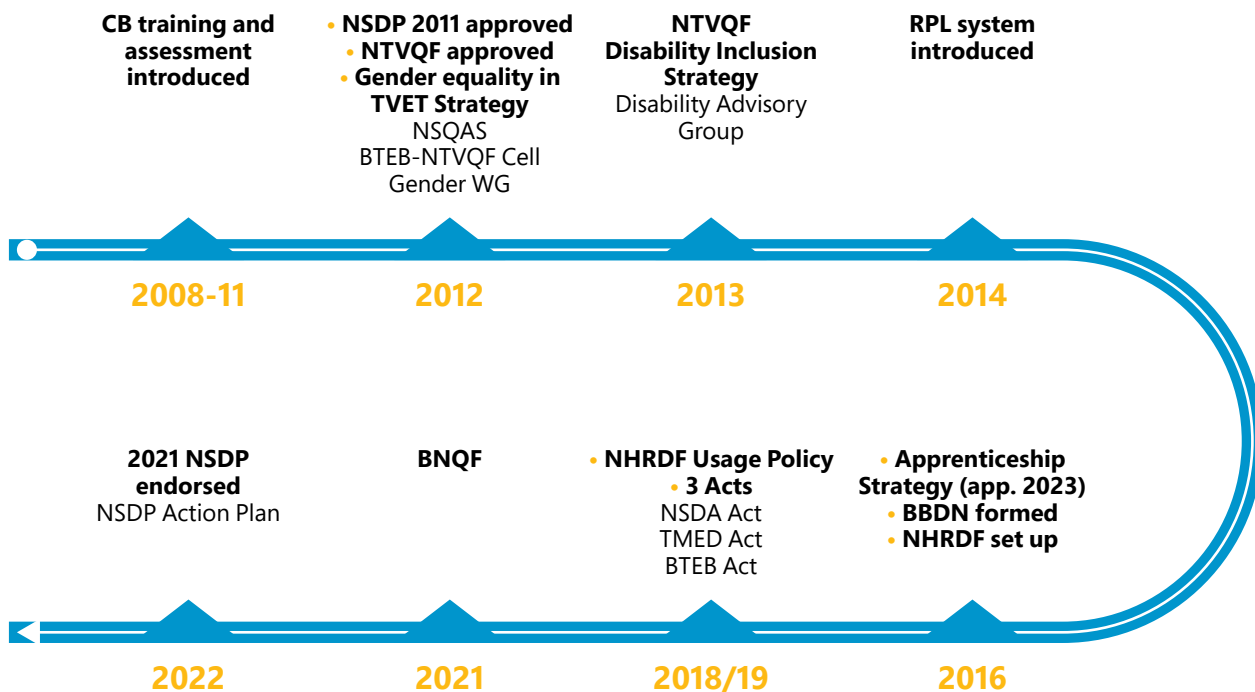 CB training and
assessment
introduced
2008-11
• NSDP 2011 approved
• NTVQF approved
• Gender equality in
TVET Strategy
NSQAS
BTEB-NTVQF Cell
Gender WG
2012
NTVQF
Disability Inclusion
Strategy
Disability Advisory
Group
2013
RPL system
introduced
2014
• Apprenticeship
Strategy (app. 2023)
• BBDN formed
• NHRDF set up
2016
• NHRDF Usage Policy
• 3 Acts
NSDA Act
TMED Act
BTEB Act
2018/19
BNQF
2021
2021 NSDP
endorsed
NSDP Action Plan
2022